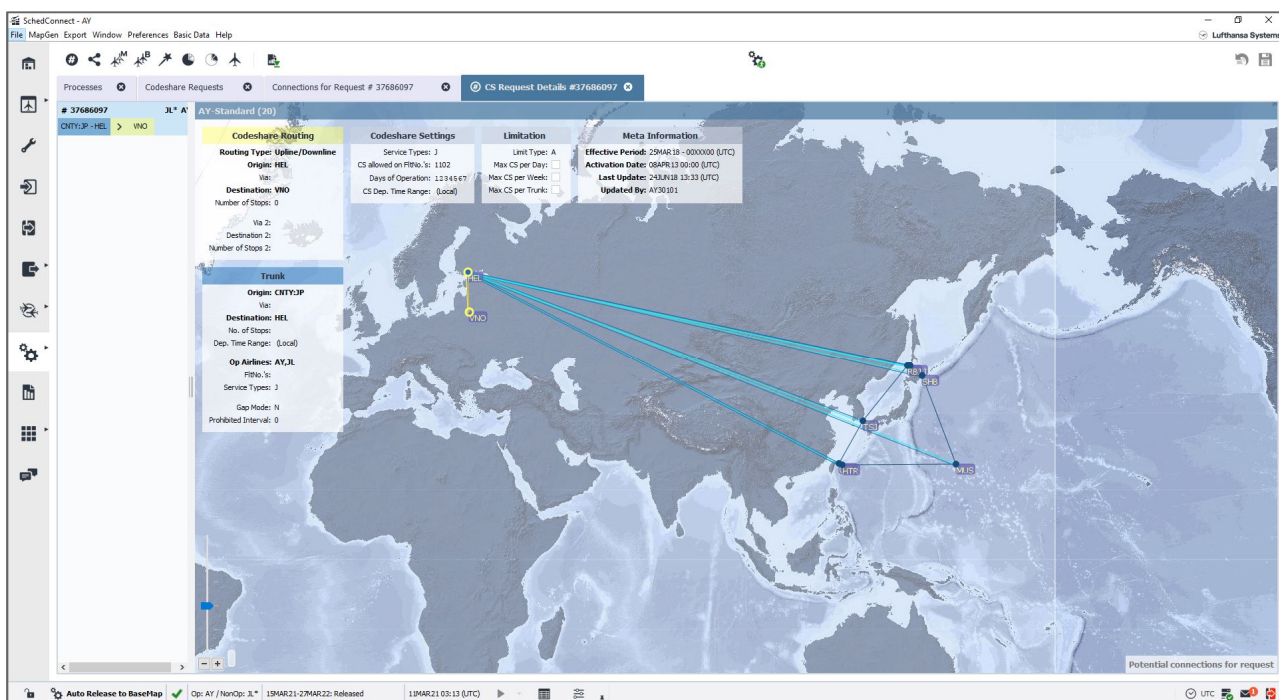 SchedConnect - AY
File MapGen Export Window Preferences Basic Data Help
Lufthansa Systems
M
B
Processes
Codeshare Requests
Connections for Request # 37686097
CS Request Details #37686097
# 37686097 JL* AY
CNTY:JP - HEL > VNO
AY-Standard (20)
Codeshare Routing
Routing Type: Upline/Downline
Origin: HEL
Via:
Destination: VNO
Number of Stops: 0
Via 2:
Destination 2:
Number of Stops 2:
Codeshare Settings
Service Types: J
CS allowed on FltNo.'s: 1102
Days of Operation: 1234567
CS Dep. Time Range: (Local)
Limitation
Limit Type: A
Max CS per Day:
Max CS per Week:
Max CS per Trunk:
Meta Information
Effective Period: 25MAR18 - 00XXX00 (UTC)
Activation Date: 08APR13 00:00 (UTC)
Last Update: 24JUN18 13:33 (UTC)
Updated By: AY30101
Trunk
Origin: CNTY:JP
Via:
Destination: HEL
No. of Stops:
Dep. Time Range: (Local)
Op Airlines: AY,JL
FltNo.'s:
Service Types: J
Gap Mode: N
Prohibited Interval: 0
HEL
VNO
SHB
TSJ
HTR
MUS
Potential connections for request
Auto Release to BaseMap
Op: AY / NonOp: JL*
15MAR21-27MAR22: Released
11MAR21 03:13 (UTC)
UTC